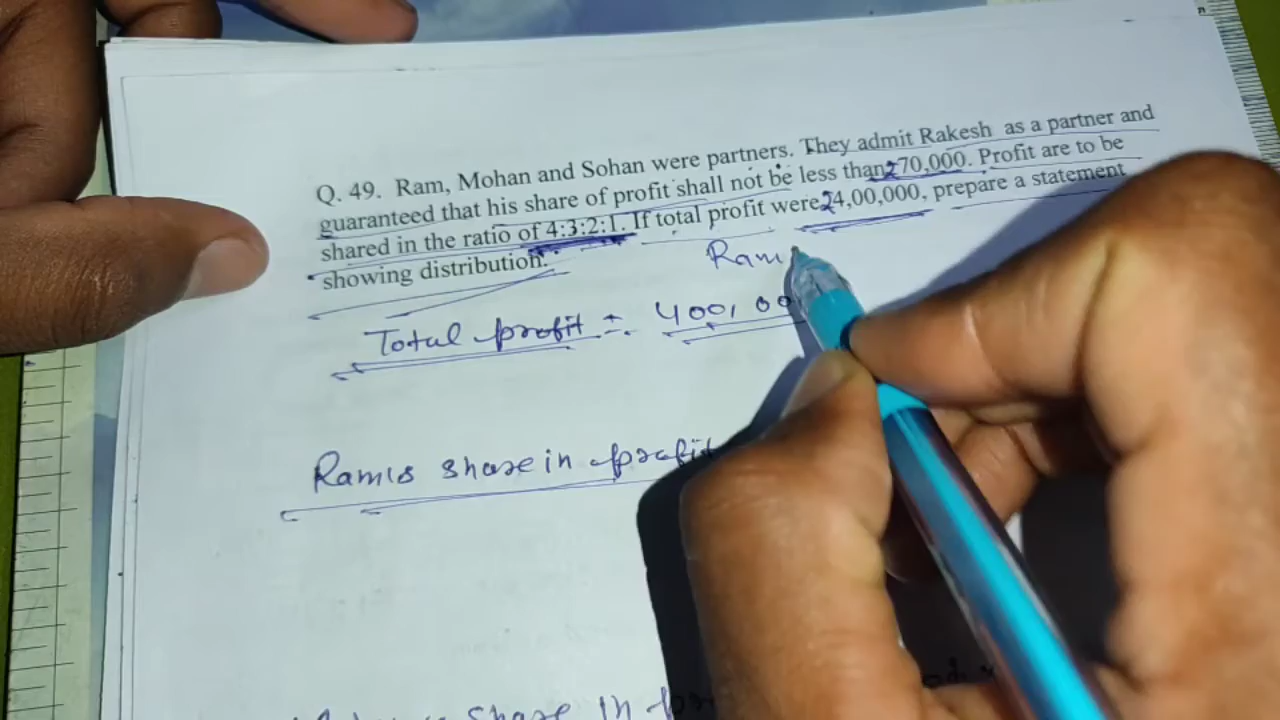 Q. 49. Ram, Mohan and Sohan were partners. They admit Rakesh as a partner and
guaranteed that his share of profit shall not be less than ₹70,000. Profit are to be
shared in the ratio of 4:3:2:1. If total profit were ₹4,00,000, prepare a statement
showing distribution.
Ram
Total profit = 400,00
Ram's share in profit
share in